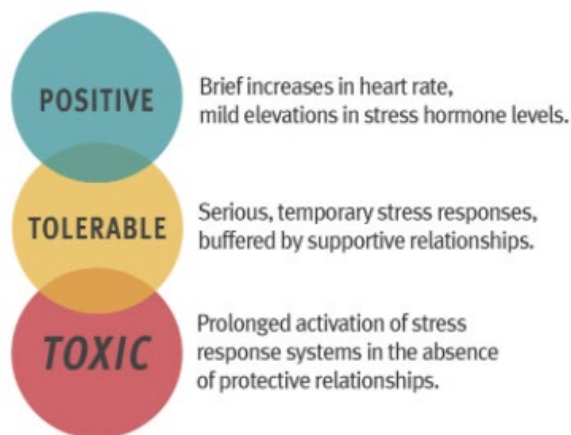 POSITIVE
Brief increases in heart rate,
mild elevations in stress hormone levels.
TOLERABLE
Serious, temporary stress responses,
buffered by supportive relationships.
TOXIC
Prolonged activation of stress
response systems in the absence
of protective relationships.